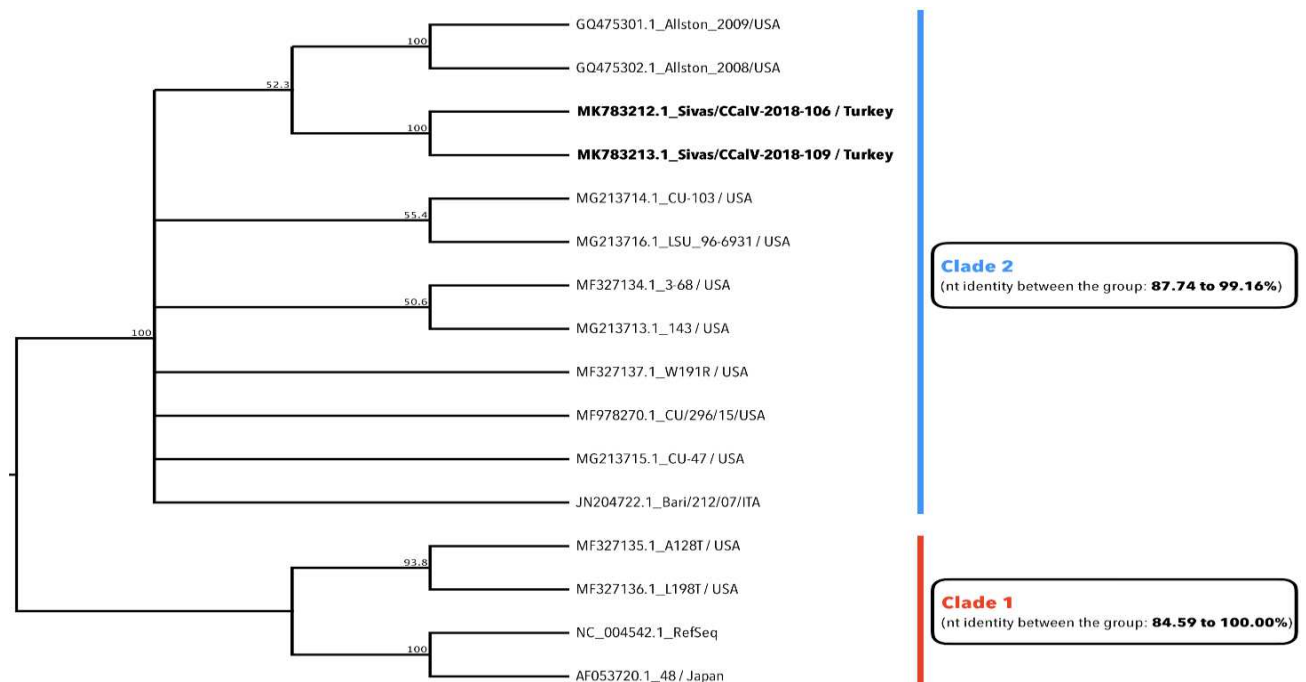 GQ475301.1_Allston_2009/USA
100
GQ475302.1_Allston_2008/USA
52.3
MK783212.1_Sivas/CCalV-2018-106 / Turkey
100
MK783213.1_Sivas/CCalV-2018-109 / Turkey
MG213714.1_CU-103 / USA
55.4
MG213716.1_LSU_96-6931 / USA
Clade 2
(nt identity between the group: 87.74 to 99.16%)
MF327134.1_3-68 / USA
50.6
MG213713.1_143 / USA
100
MF327137.1_W191R / USA
MF978270.1_CU/296/15/USA
MG213715.1_CU-47 / USA
JN204722.1_Bari/212/07/ITA
MF327135.1_A128T / USA
93.8
MF327136.1_L198T / USA
Clade 1
(nt identity between the group: 84.59 to 100.00%)
NC_004542.1_RefSeq
100
AF053720.1_48 / Japan